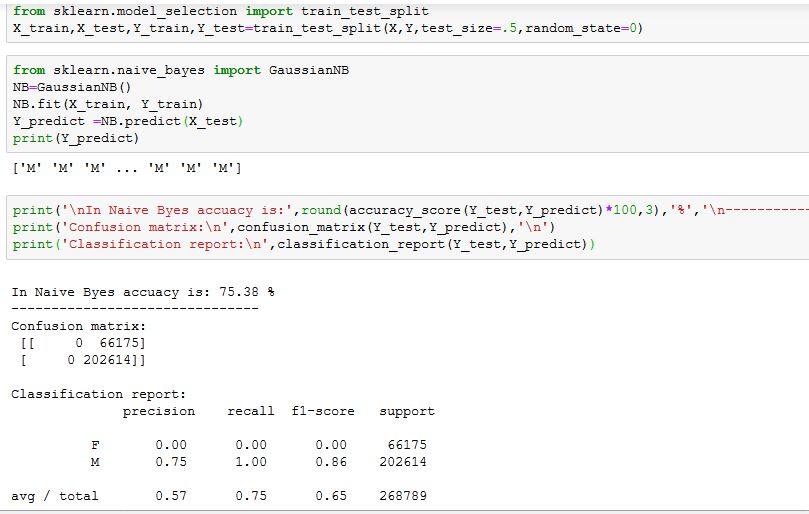 from sklearn.model_selection import train_test_split
X_train,X_test,Y_train,Y_test=train_test_split(X,Y,test_size=.5,random_state=0)
from sklearn.naive_bayes import GaussianNB
NB=GaussianNB()
NB.fit(X_train, Y_train)
Y_predict =NB.predict(X_test)
print(Y_predict)
['M' 'M' 'M' ... 'M' 'M' 'M']
print('\nIn Naive Byes accuacy is:',round(accuracy_score(Y_test,Y_predict)*100,3),'%','\n-----------
print('Confusion matrix:\n',confusion_matrix(Y_test,Y_predict),'\n')
print('Classification report:\n',classification_report(Y_test,Y_predict))
In Naive Byes accuacy is: 75.38 %
-------------------------------
Confusion matrix:
[[     0  66175]
[     0 202614]]
Classification report:
precision    recall  f1-score   support
F       0.00      0.00      0.00     66175
M       0.75      1.00      0.86    202614
avg / total       0.57      0.75      0.65    268789